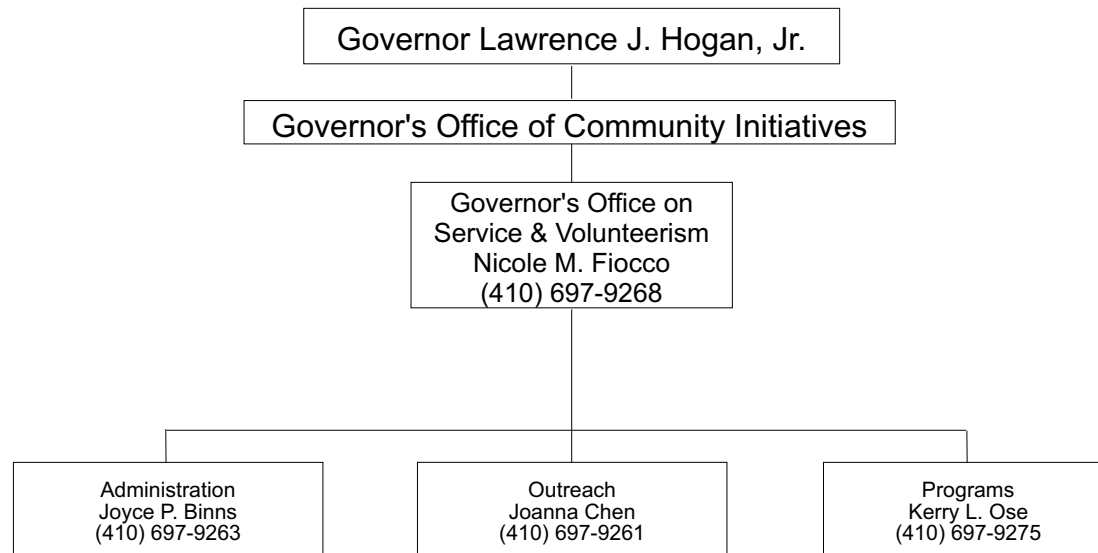 Governor Lawrence J. Hogan, Jr.
Governor's Office of Community Initiatives
Governor's Office on
Service & Volunteerism
Nicole M. Fiocco
(410) 697-9268
Administration
Joyce P. Binns
(410) 697-9263
Outreach
Joanna Chen
(410) 697-9261
Programs
Kerry L. Ose
(410) 697-9275